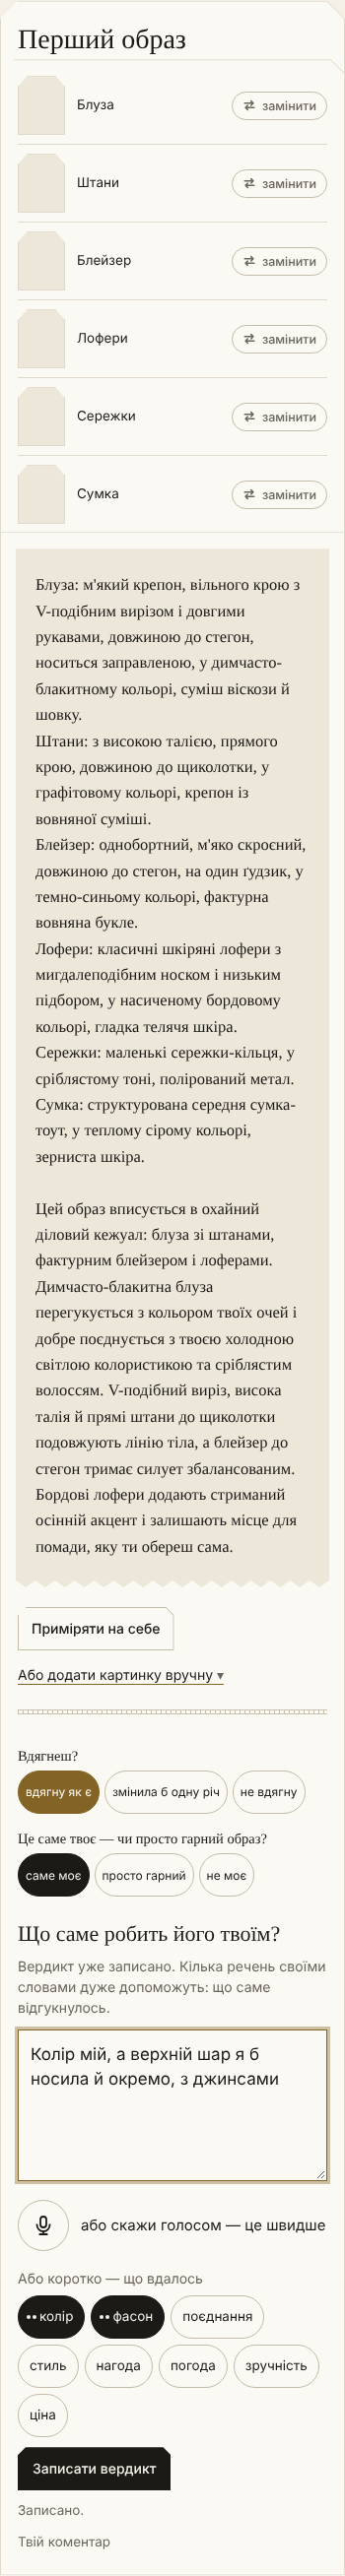 Перший образ
Блуза
⇄ замінити
Штани
⇄ замінити
Блейзер
⇄ замінити
Лофери
⇄ замінити
Сережки
⇄ замінити
Сумка
⇄ замінити
Блуза: м'який крепон, вільного крою з
V-подібним вирізом і довгими
рукавами, довжиною до стегон,
носиться заправленою, у димчасто-
блакитному кольорі, суміш віскози й
шовку.
Штани: з високою талією, прямого
крою, довжиною до щиколотки, у
графітовому кольорі, крепон із
вовняної суміші.
Блейзер: однобортний, м'яко скроєний,
довжиною до стегон, на один ґудзик, у
темно-синьому кольорі, фактурна
вовняна букле.
Лофери: класичні шкіряні лофери з
мигдалеподібним носком і низьким
підбором, у насиченому бордовому
кольорі, гладка телячя шкіра.
Сережки: маленькі сережки-кільця, у
сріблястому тоні, полірований метал.
Сумка: структурована середня сумка-
тоут, у теплому сірому кольорі,
зерниста шкіра.
Цей образ вписується в охайний
діловий кежуал: блуза зі штанами,
фактурним блейзером і лоферами.
Димчасто-блакитна блуза
перегукується з кольором твоїх очей і
добре поєднується з твоєю холодною
світлою колористикою та сріблястим
волоссям. V-подібний виріз, висока
талія й прямі штани до щиколотки
подовжують лінію тіла, а блейзер до
стегон тримає силует збалансованим.
Бордові лофери додають стриманий
осінній акцент і залишають місце для
помади, яку ти обереш сама.
Приміряти на себе
Або додати картинку вручну ▾
Вдягнеш?
вдягну як є
змінила б одну річ
не вдягну
Це саме твоє — чи просто гарний образ?
саме моє
просто гарний
не моє
Що саме робить його твоїм?
Вердикт уже записано. Кілька речень своїми
словами дуже допоможуть: що саме
відгукнулось.
Колір мій, а верхній шар я б
носила й окремо, з джинсами
або скажи голосом — це швидше
Або коротко — що вдалось
•• колір
•• фасон
поєднання
стиль
нагода
погода
зручність
ціна
Записати вердикт
Записано.
Твій коментар